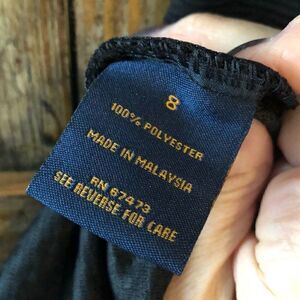 8
100% POLYESTER
MADE IN MALAYSIA
RN 67473
SEE REVERSE FOR CARE